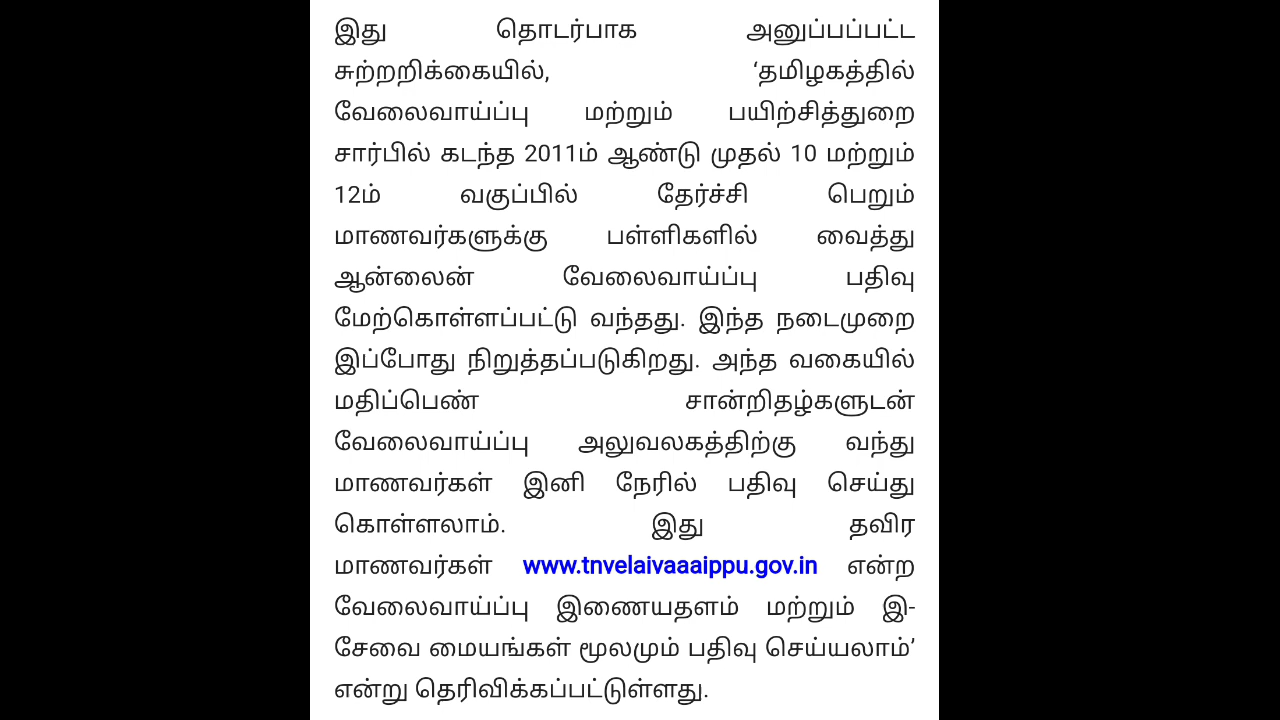 இது தொடர்பாக அனுப்பப்பட்ட
சுற்றறிக்கையில், ‘தமிழகத்தில்
வேலைவாய்ப்பு மற்றும் பயிற்சித்துறை
சார்பில் கடந்த 2011ம் ஆண்டு முதல் 10 மற்றும்
12ம் வகுப்பில் தேர்ச்சி பெறும்
மாணவர்களுக்கு பள்ளிகளில் வைத்து
ஆன்லைன் வேலைவாய்ப்பு பதிவு
மேற்கொள்ளப்பட்டு வந்தது. இந்த நடைமுறை
இப்போது நிறுத்தப்படுகிறது. அந்த வகையில்
மதிப்பெண் சான்றிதழ்களுடன்
வேலைவாய்ப்பு அலுவலகத்திற்கு வந்து
மாணவர்கள் இனி நேரில் பதிவு செய்து
கொள்ளலாம். இது தவிர
மாணவர்கள் www.tnvelaivaaaippu.gov.in என்ற
வேலைவாய்ப்பு இணையதளம் மற்றும் இ-
சேவை மையங்கள் மூலமும் பதிவு செய்யலாம்’
என்று தெரிவிக்கப்பட்டுள்ளது.